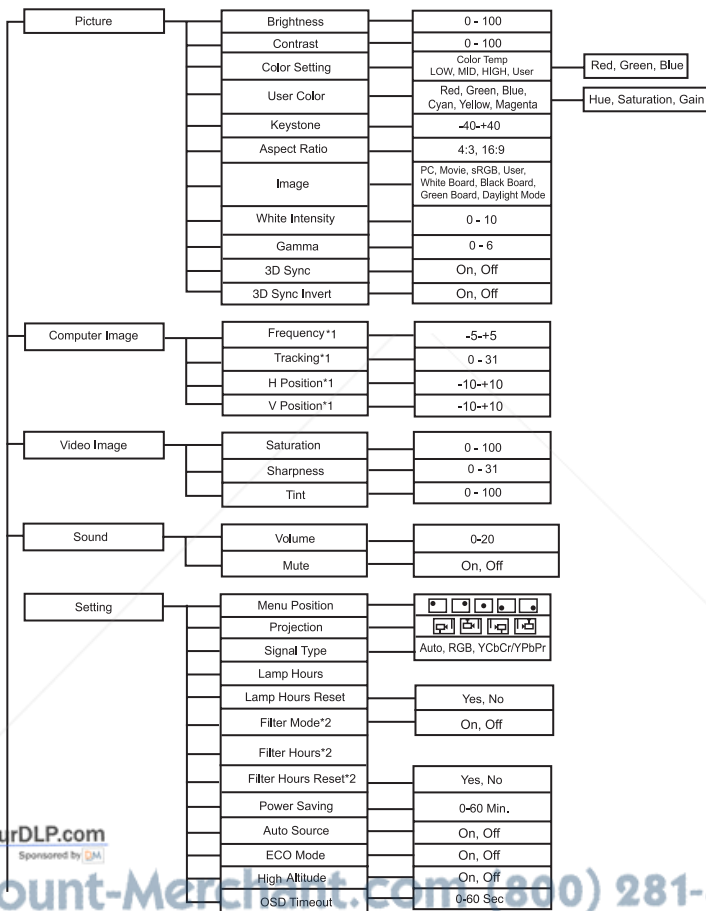 Picture
Brightness
0 - 100
Contrast
0 - 100
Color Setting
Color Temp
LOW, MID, HIGH, User
Red, Green, Blue
User Color
Red, Green, Blue,
Cyan, Yellow, Magenta
Hue, Saturation, Gain
Keystone
-40-+40
Aspect Ratio
4:3, 16:9
Image
PC, Movie, sRGB, User,
White Board, Black Board,
Green Board, Daylight Mode
White Intensity
0 - 10
Gamma
0 - 6
3D Sync
On, Off
3D Sync Invert
On, Off
Computer Image
Frequency*1
-5-+5
Tracking*1
0 - 31
H Position*1
-10-+10
V Position*1
-10-+10
Video Image
Saturation
0 - 100
Sharpness
0 - 31
Tint
0 - 100
Sound
Volume
0-20
Mute
On, Off
Setting
Menu Position
Projection
Signal Type
Auto, RGB, YCbCr/YPbPr
Lamp Hours
Lamp Hours Reset
Yes, No
Filter Mode*2
On, Off
Filter Hours*2
Filter Hours Reset*2
Yes, No
Power Saving
0-60 Min.
Auto Source
On, Off
ECO Mode
On, Off
High Altitude
On, Off
OSD Timeout
0-60 Sec
urDLP.com
Sponsored by DM
ount-Merchant.com (800) 281-